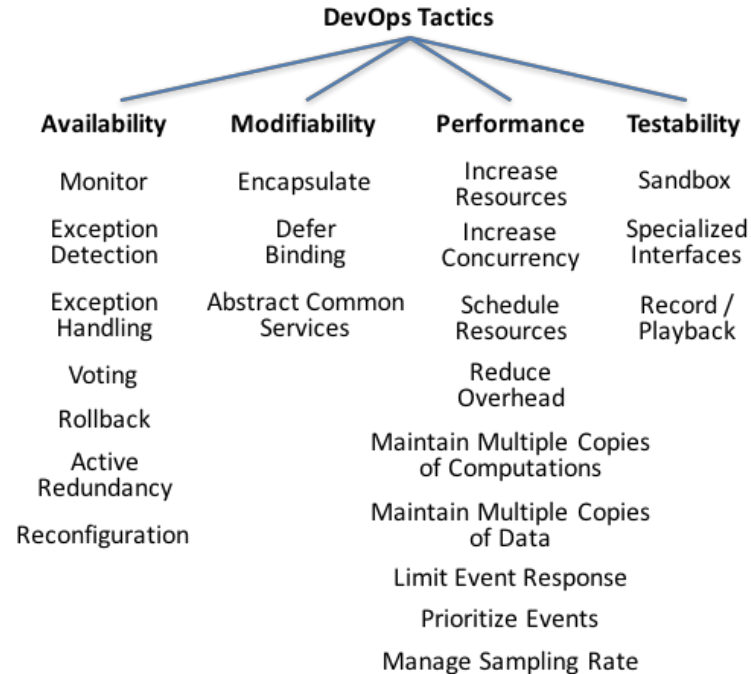 DevOps Tactics
Availability
Monitor
Exception
Detection
Exception
Handling
Voting
Rollback
Active
Redundancy
Reconfiguration
Modifiability
Encapsulate
Defer
Binding
Abstract Common
Services
Performance
Increase
Resources
Increase
Concurrency
Schedule
Resources
Reduce
Overhead
Maintain Multiple Copies
of Computations
Maintain Multiple Copies
of Data
Limit Event Response
Prioritize Events
Manage Sampling Rate
Testability
Sandbox
Specialized
Interfaces
Record /
Playback